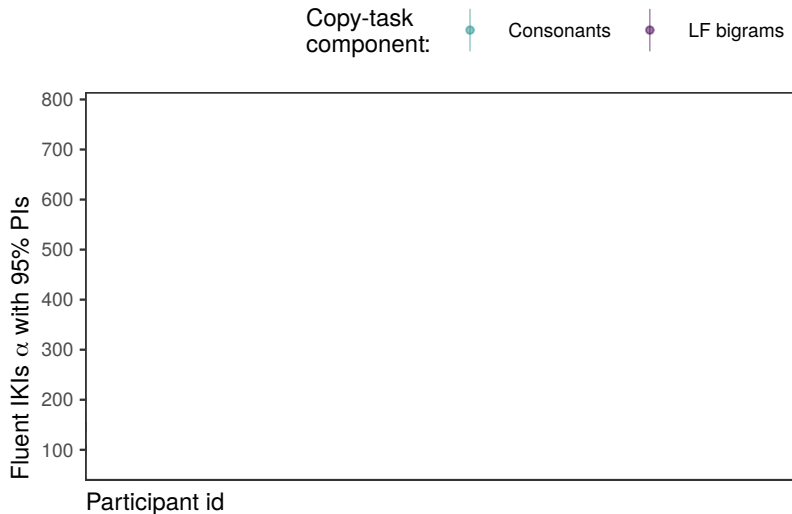 Copy-task
component:
Consonants
LF bigrams
800
700
600
500
400
300
200
100
Fluent IKIs α with 95% PIs
Participant id